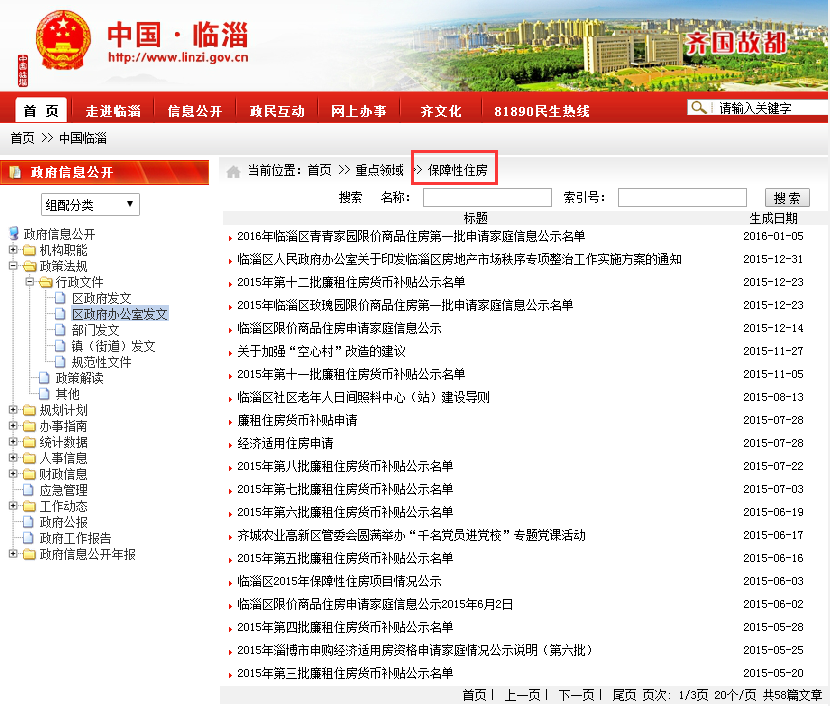 中国·临淄
http://www.linzi.gov.cn
中国临淄
齐国故都
首 页 走进临淄 信息公开 政民互动 网上办事 齐文化 81890民生热线 请输入关键字
首页 >> 中国临淄
政府信息公开
组配分类
政府信息公开
机构职能
政策法规
行政文件
区政府发文
区政府办公室发文
部门发文
镇（街道）发文
规范性文件
政策解读
其他
规划计划
办事指南
统计数据
人事信息
财政信息
应急管理
工作动态
政府公报
政府工作报告
政府信息公开年报
当前位置：首页 >> 重点领域 >> 保障性住房
搜索 名称： 索引号： 搜 索
标题 生成日期
2016年临淄区青青家园限价商品住房第一批申请家庭信息公示名单 2016-01-05
临淄区人民政府办公室关于印发临淄区房地产市场秩序专项整治工作实施方案的通知 2015-12-31
2015年第十二批廉租住房货币补贴公示名单 2015-12-23
2015年临淄区玫瑰园限价商品住房第一批申请家庭信息公示名单 2015-12-23
临淄区限价商品住房申请家庭信息公示 2015-12-14
关于加强“空心村”改造的建议 2015-11-27
2015年第十一批廉租住房货币补贴公示名单 2015-11-05
临淄区社区老年人日间照料中心（站）建设导则 2015-08-13
廉租住房货币补贴申请 2015-07-28
经济适用住房申请 2015-07-28
2015年第八批廉租住房货币补贴公示名单 2015-07-22
2015年第七批廉租住房货币补贴公示名单 2015-07-03
2015年第六批廉租住房货币补贴公示名单 2015-06-19
齐城农业高新区管委会圆满举办“千名党员进党校”专题党课活动 2015-06-17
2015年第五批廉租住房货币补贴公示名单 2015-06-16
临淄区2015年保障性住房项目情况公示 2015-06-03
临淄区限价商品住房申请家庭信息公示2015年6月2日 2015-06-02
2015年第四批廉租住房货币补贴公示名单 2015-05-28
2015年淄博市申购经济适用房资格申请家庭情况公示说明（第六批） 2015-05-25
2015年第三批廉租住房货币补贴公示名单 2015-05-20
首页| 上一页| 下一页| 尾页 页次：1/3页 20个/页 共58篇文章